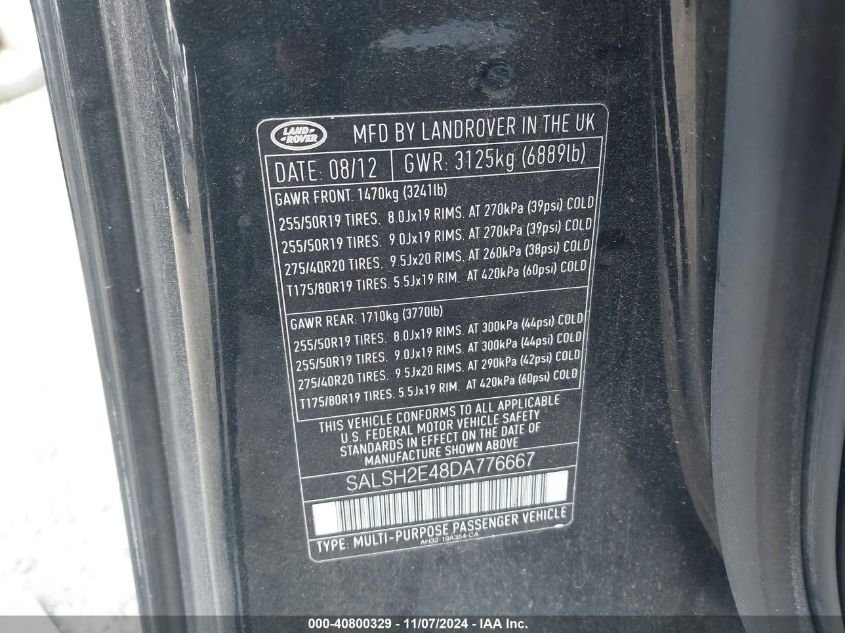 LAND-
ROVER
MFD BY LANDROVER IN THE UK
DATE: 08/12 GWR: 3125kg (6889lb)
GAWR FRONT. 1470kg (3241lb)
255/50R19 TIRES. 8.0Jx19 RIMS. AT 270kPa (39psi) COLD
255/50R19 TIRES. 9.0Jx19 RIMS. AT 270kPa (39psi) COLD
275/40R20 TIRES. 9.5Jx20 RIMS. AT 260kPa (38psi) COLD
T175/80R19 TIRES. 5.5Jx19 RIM. AT 420kPa (60psi) COLD
GAWR REAR: 1710kg (3770lb)
255/50R19 TIRES. 8.0Jx19 RIMS. AT 300kPa (44psi) COLD
255/50R19 TIRES. 9.0Jx19 RIMS. AT 300kPa (44psi) COLD
275/40R20 TIRES. 9.5Jx20 RIMS. AT 290kPa (42psi) COLD
T175/80R19 TIRES. 5.5Jx19 RIM. AT 420kPa (60psi) COLD
THIS VEHICLE CONFORMS TO ALL APPLICABLE
U.S. FEDERAL MOTOR VEHICLE SAFETY
STANDARDS IN EFFECT ON THE DATE OF
MANUFACTURE SHOWN ABOVE
SALSH2E48DA776667
TYPE: MULTI-PURPOSE PASSENGER VEHICLE
AH32-19A354-CA
000-40800329 - 11/07/2024 - IAA Inc.